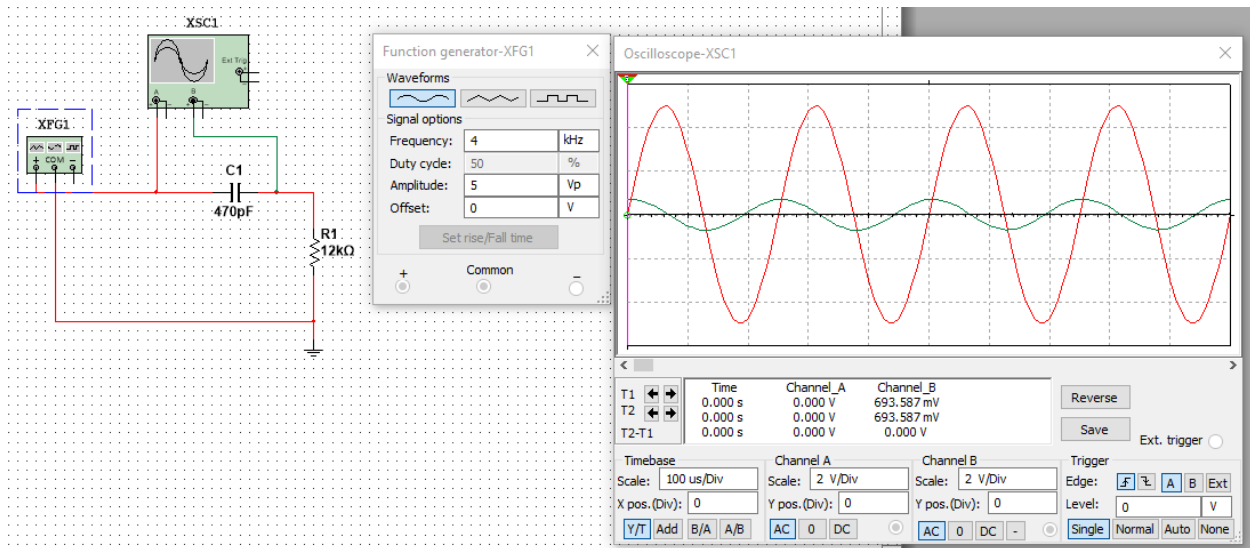 XSC1
Ext Trig
A B
XFG1
COM
C1
470pF
R1
12kΩ
Function generator-XFG1
Waveforms
Signal options
Frequency: 4 kHz
Duty cycle: 50 %
Amplitude: 5 Vp
Offset: 0 V
Set rise/Fall time
+ Common −
Oscilloscope-XSC1
Time Channel_A Channel_B
T1 0.000 s 0.000 V 693.587 mV
T2 0.000 s 0.000 V 693.587 mV
T2-T1 0.000 s 0.000 V 0.000 V
Reverse
Save
Ext. trigger
Timebase Channel A Channel B Trigger
Scale: 100 us/Div Scale: 2 V/Div Scale: 2 V/Div Edge: A B Ext
X pos.(Div): 0 Y pos.(Div): 0 Y pos.(Div): 0 Level: 0 V
Y/T Add B/A A/B AC 0 DC AC 0 DC - Single Normal Auto None